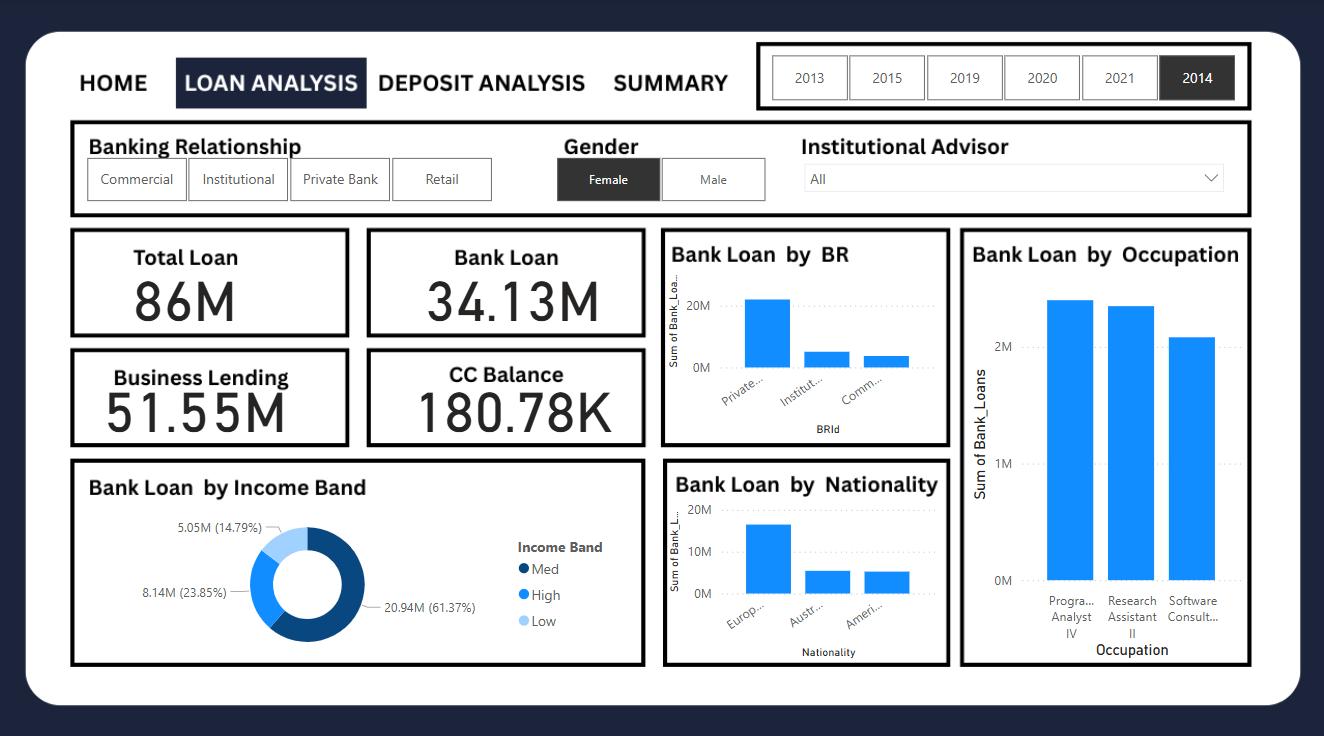 HOME LOAN ANALYSIS DEPOSIT ANALYSIS SUMMARY
2013 2015 2019 2020 2021 2014
Banking Relationship
Commercial Institutional Private Bank Retail
Gender
Female Male
Institutional Advisor
All
Total Loan
86M
Bank Loan
34.13M
Business Lending
51.55M
CC Balance
180.78K
Bank Loan by BR
Sum of Bank_Loa...
20M
0M
Private...
Institut...
Comm...
BRId
Bank Loan by Occupation
Sum of Bank_Loans
2M
1M
0M
Progra...
Analyst
IV
Research
Assistant
II
Software
Consult...
Occupation
Bank Loan by Income Band
5.05M (14.79%)
8.14M (23.85%)
20.94M (61.37%)
Income Band
Med
High
Low
Bank Loan by Nationality
Sum of Bank_L...
20M
10M
0M
Europ...
Austr...
Ameri...
Nationality